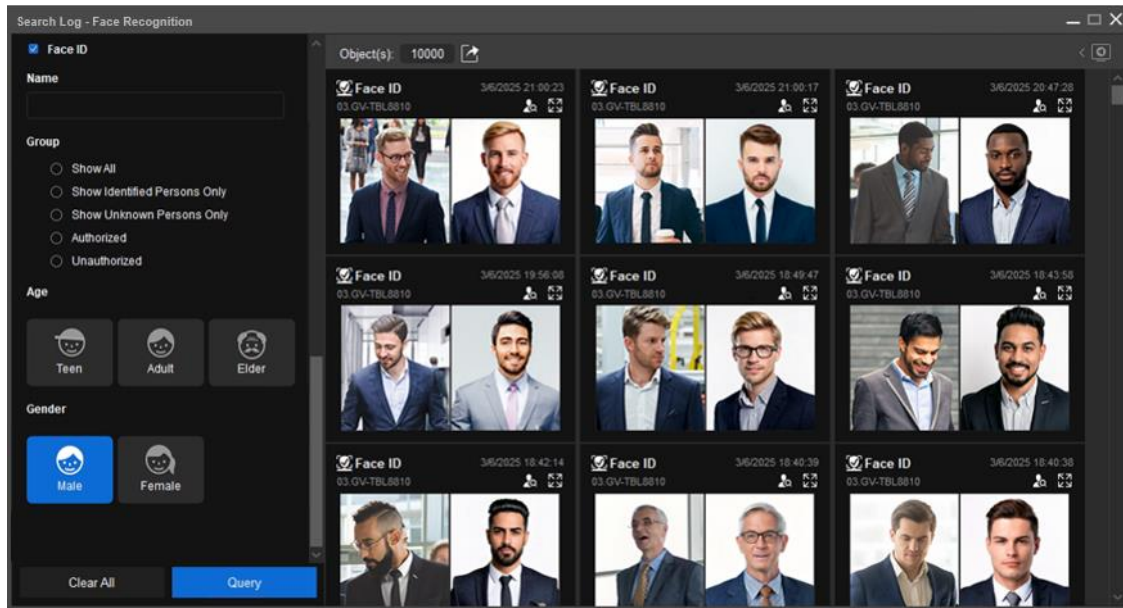 Search Log - Face Recognition
Face ID
Name
Group
Show All
Show Identified Persons Only
Show Unknown Persons Only
Authorized
Unauthorized
Age
Teen
Adult
Elder
Gender
Male
Female
Clear All
Query
Object(s): 10000
Face ID 3/6/2025 21:00:23
03.GV-TBL8810
Face ID 3/6/2025 21:00:17
03.GV-TBL8810
Face ID 3/6/2025 20:47:28
03.GV-TBL8810
Face ID 3/6/2025 19:56:08
03.GV-TBL8810
Face ID 3/6/2025 18:49:47
03.GV-TBL8810
Face ID 3/6/2025 18:43:58
03.GV-TBL8810
Face ID 3/6/2025 18:42:14
03.GV-TBL8810
Face ID 3/6/2025 18:40:39
03.GV-TBL8810
Face ID 3/6/2025 18:40:38
03.GV-TBL8810